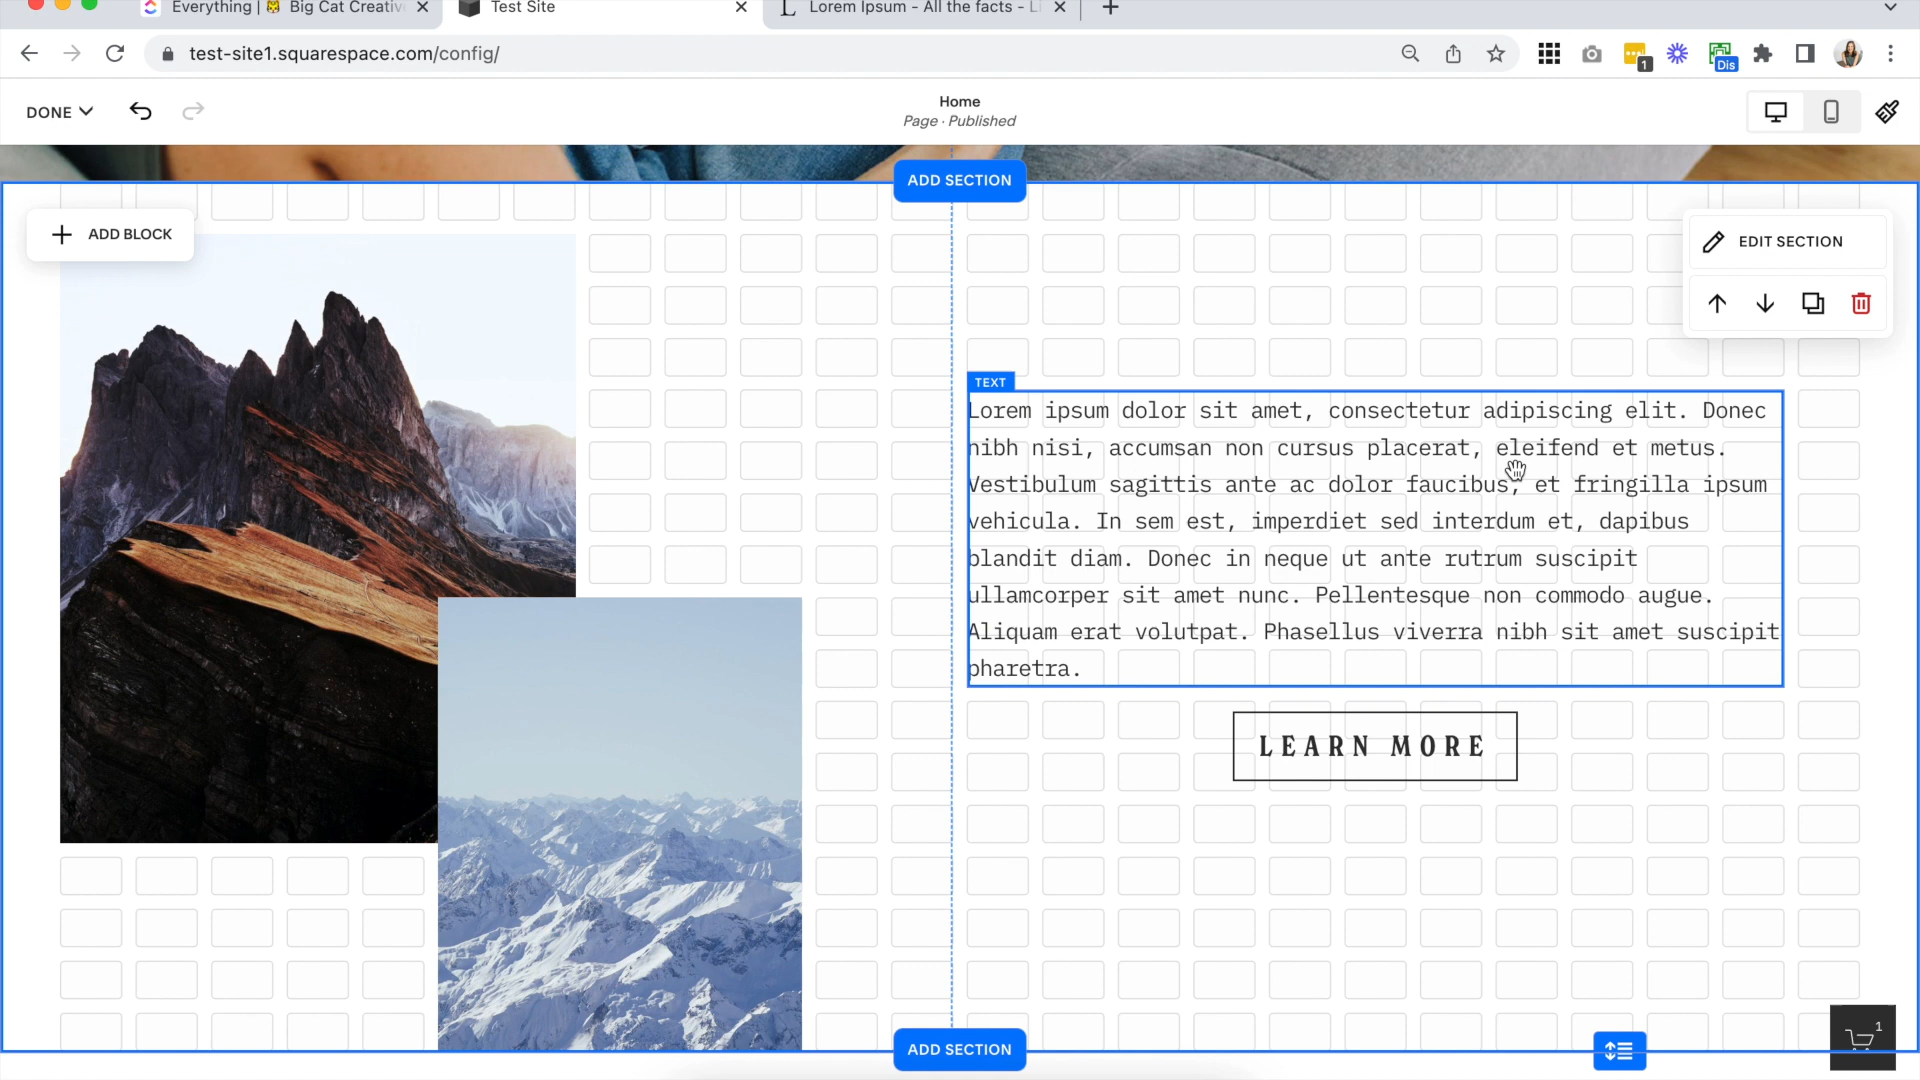 Everything | Big Cat Creativ
Test Site
Lorem Ipsum - All the facts - Li
test-site1.squarespace.com/config/
1
Dis
DONE
Home
Page · Published
ADD SECTION
ADD BLOCK
EDIT SECTION
TEXT
Lorem ipsum dolor sit amet, consectetur adipiscing elit. Donec
nibh nisi, accumsan non cursus placerat, eleifend et metus.
Vestibulum sagittis ante ac dolor faucibus, et fringilla ipsum
vehicula. In sem est, imperdiet sed interdum et, dapibus
blandit diam. Donec in neque ut ante rutrum suscipit
ullamcorper sit amet nunc. Pellentesque non commodo augue.
Aliquam erat volutpat. Phasellus viverra nibh sit amet suscipit
pharetra.
LEARN MORE
ADD SECTION
1